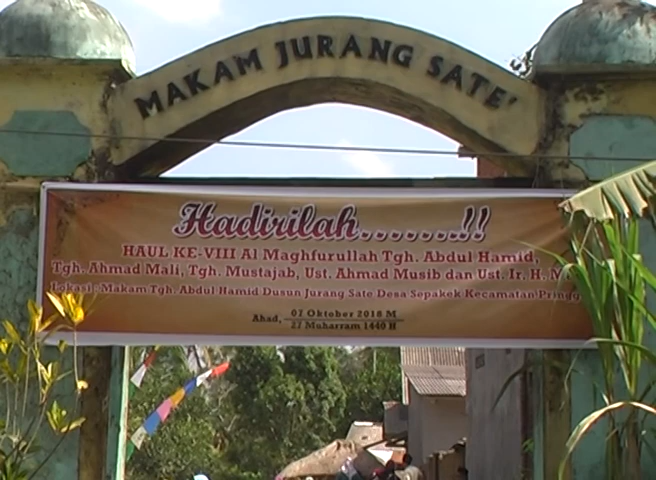 MAKAM JURANG SATE'
Hadirilah.......!!
HAUL KE-VIII Al Maghfurullah Tgh. Abdul Hamid,
Tgh. Ahmad Mali, Tgh. Mustajab, Ust. Ahmad Musib dan Ust. Ir. H.
Lokasi : Makam Tgh. Abdul Hamid Dusun Jurang Sate Desa Sepakek Kecamatan
Ahad, 07 Oktober 2018 M
27 Muharram 1440 H